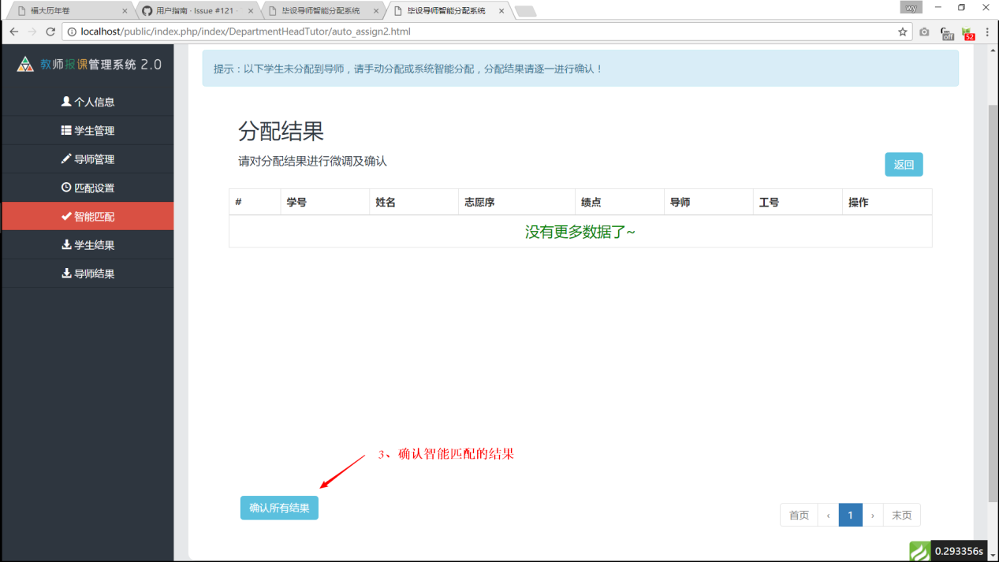 福大历年卷
用户指南 · Issue #121
毕设导师智能分配系统
毕设导师智能分配系统
wy
localhost/public/index.php/index/DepartmentHeadTutor/auto_assign2.html
off
52
教师报课管理系统 2.0
个人信息
学生管理
导师管理
匹配设置
智能匹配
学生结果
导师结果
提示：以下学生未分配到导师，请手动分配或系统智能分配，分配结果请逐一进行确认！
分配结果
请对分配结果进行微调及确认
返回
# 学号 姓名 志愿序 绩点 导师 工号 操作
没有更多数据了~
3、确认智能匹配的结果
确认所有结果
首页 ‹ 1 › 末页
0.293356s